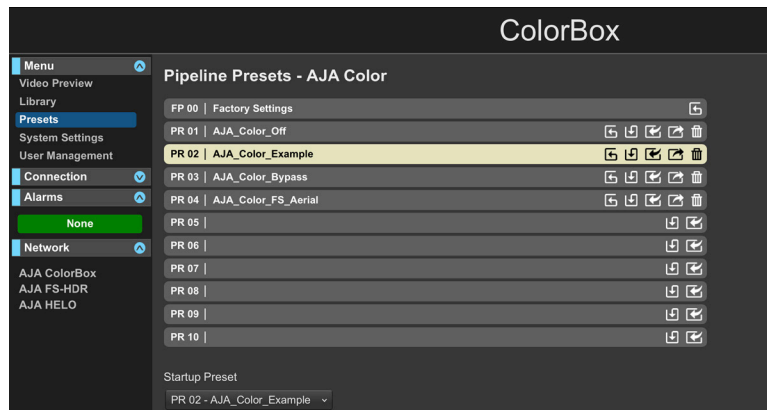 ColorBox
Menu
Video Preview
Library
Presets
System Settings
User Management
Connection
Alarms
None
Network
AJA ColorBox
AJA FS-HDR
AJA HELO
Pipeline Presets - AJA Color
FP 00 | Factory Settings
PR 01 | AJA_Color_Off
PR 02 | AJA_Color_Example
PR 03 | AJA_Color_Bypass
PR 04 | AJA_Color_FS_Aerial
PR 05 |
PR 06 |
PR 07 |
PR 08 |
PR 09 |
PR 10 |
Startup Preset
PR 02 - AJA_Color_Example